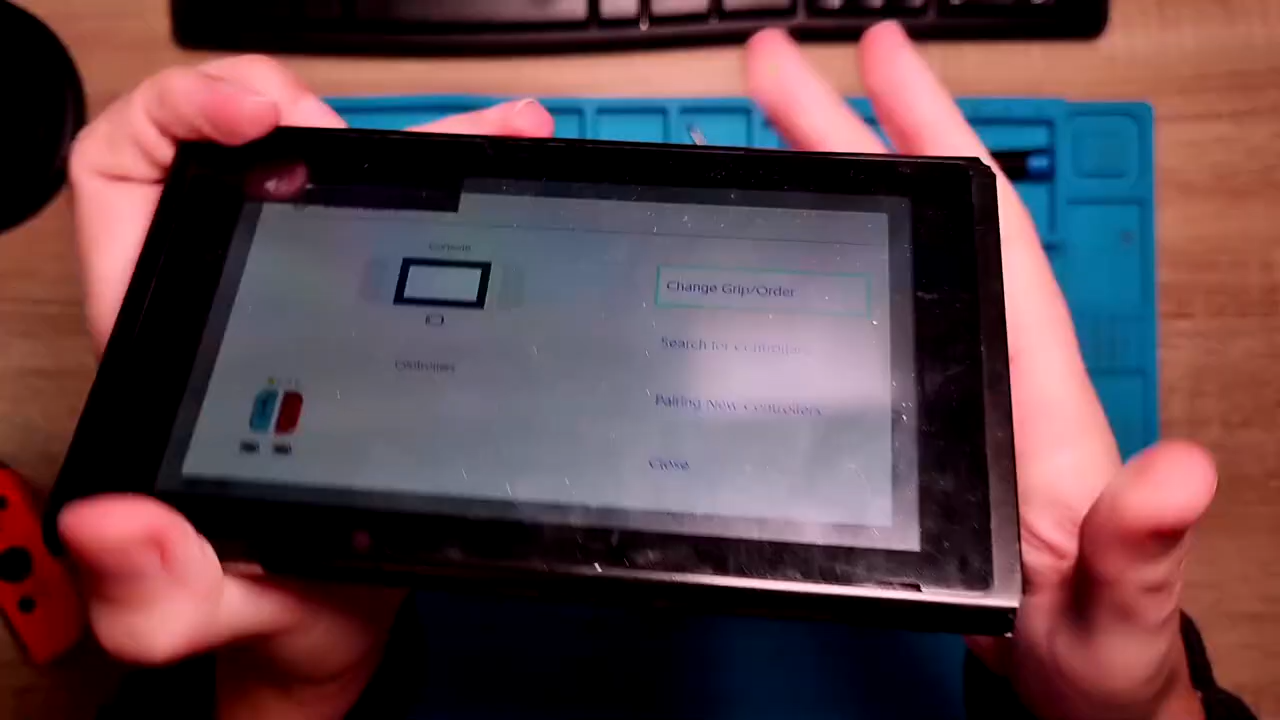 Console
Change Grip/Order
Search for Controllers
Controllers
Pairing New Controllers
Close